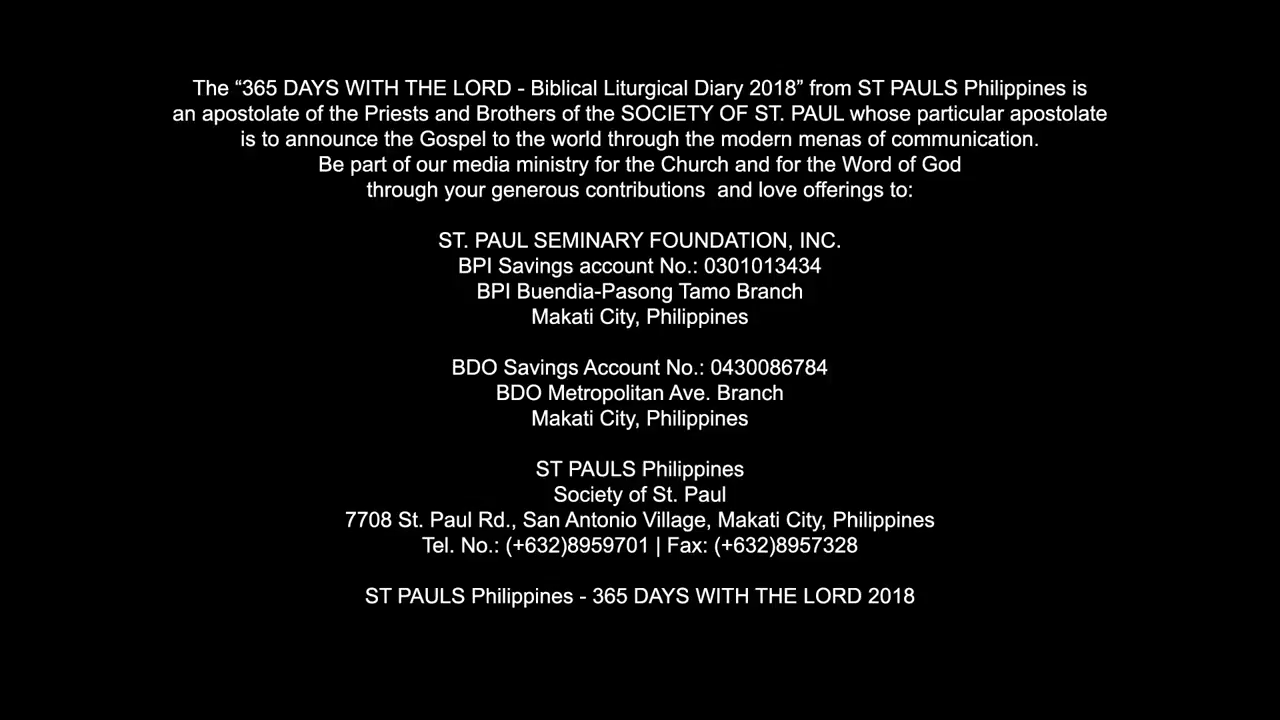 The “365 DAYS WITH THE LORD - Biblical Liturgical Diary 2018” from ST PAULS Philippines is
an apostolate of the Priests and Brothers of the SOCIETY OF ST. PAUL whose particular apostolate
is to announce the Gospel to the world through the modern menas of communication.
Be part of our media ministry for the Church and for the Word of God
through your generous contributions  and love offerings to:
ST. PAUL SEMINARY FOUNDATION, INC.
BPI Savings account No.: 0301013434
BPI Buendia-Pasong Tamo Branch
Makati City, Philippines
BDO Savings Account No.: 0430086784
BDO Metropolitan Ave. Branch
Makati City, Philippines
ST PAULS Philippines
Society of St. Paul
7708 St. Paul Rd., San Antonio Village, Makati City, Philippines
Tel. No.: (+632)8959701 | Fax: (+632)8957328
ST PAULS Philippines - 365 DAYS WITH THE LORD 2018